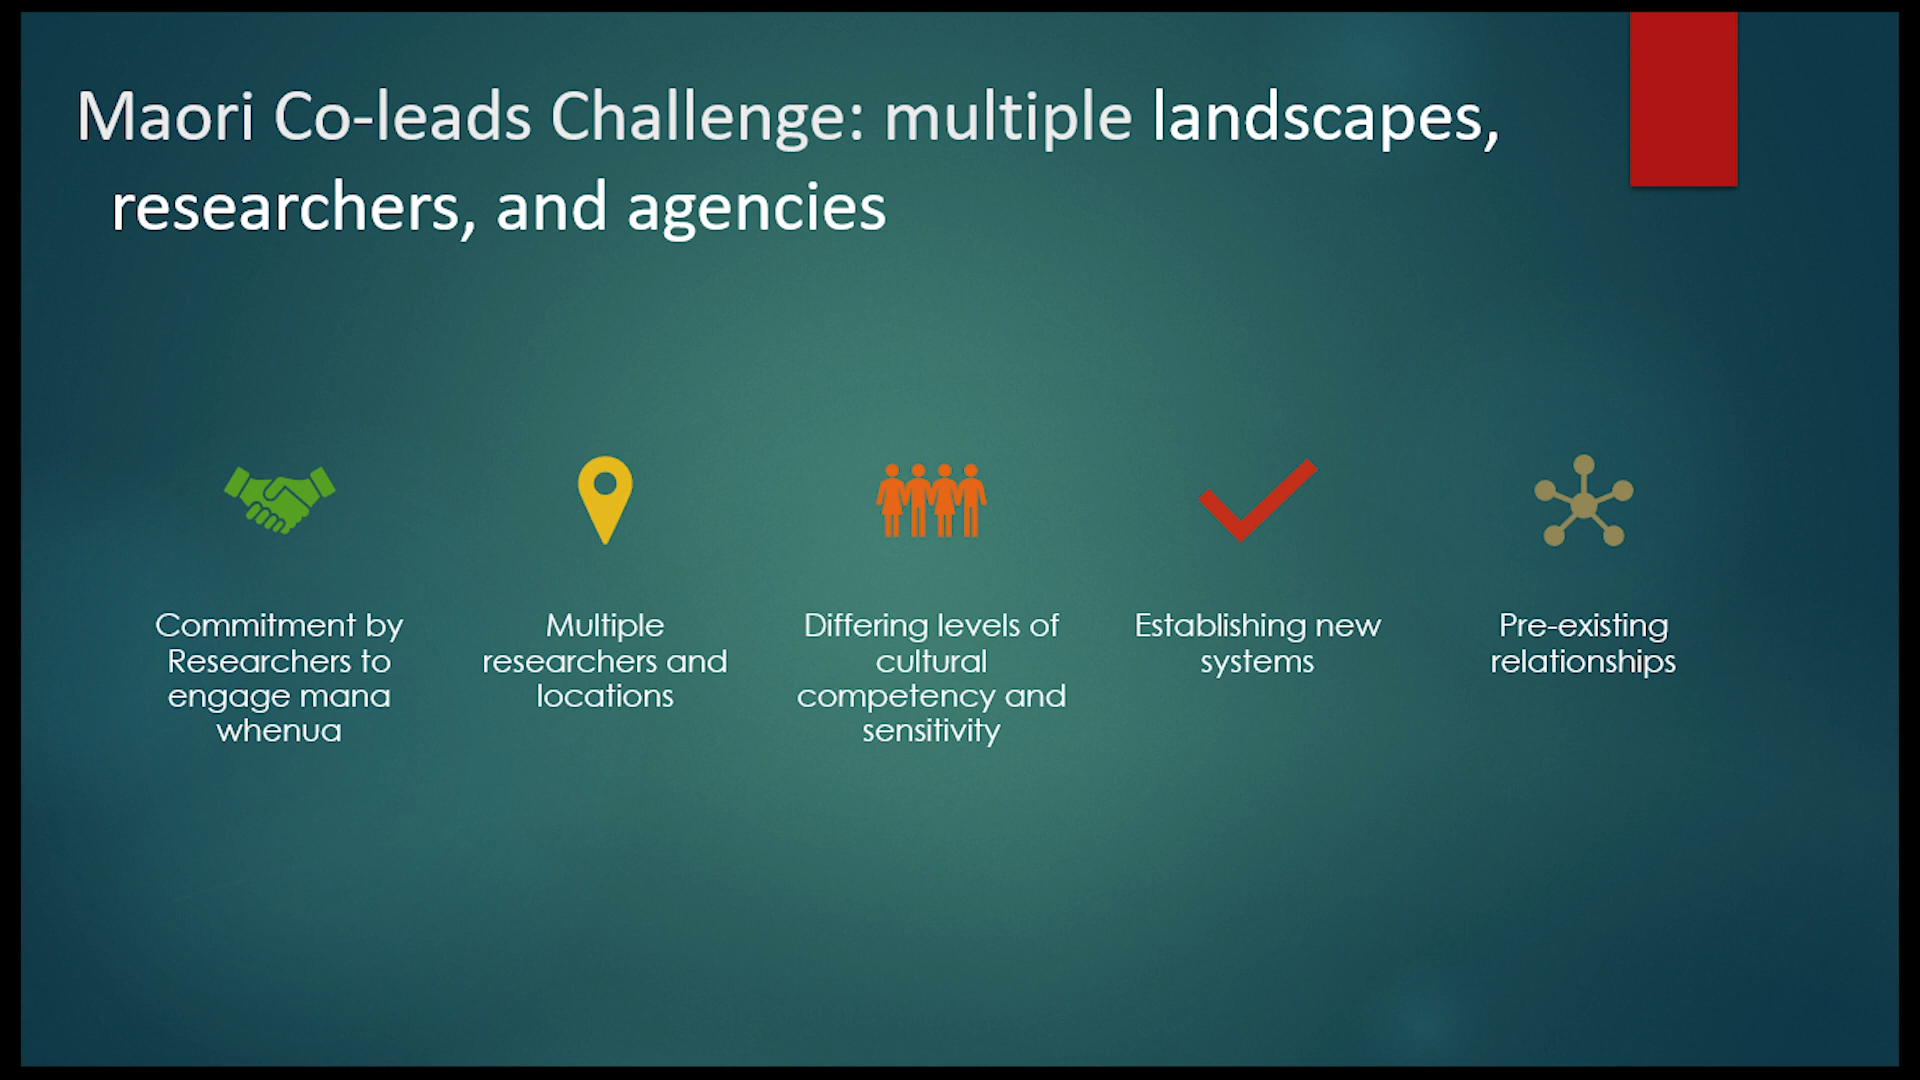 Maori Co-leads Challenge: multiple landscapes,
researchers, and agencies
Commitment by
Researchers to
engage mana
whenua
Multiple
researchers and
locations
Differing levels of
cultural
competency and
sensitivity
Establishing new
systems
Pre-existing
relationships